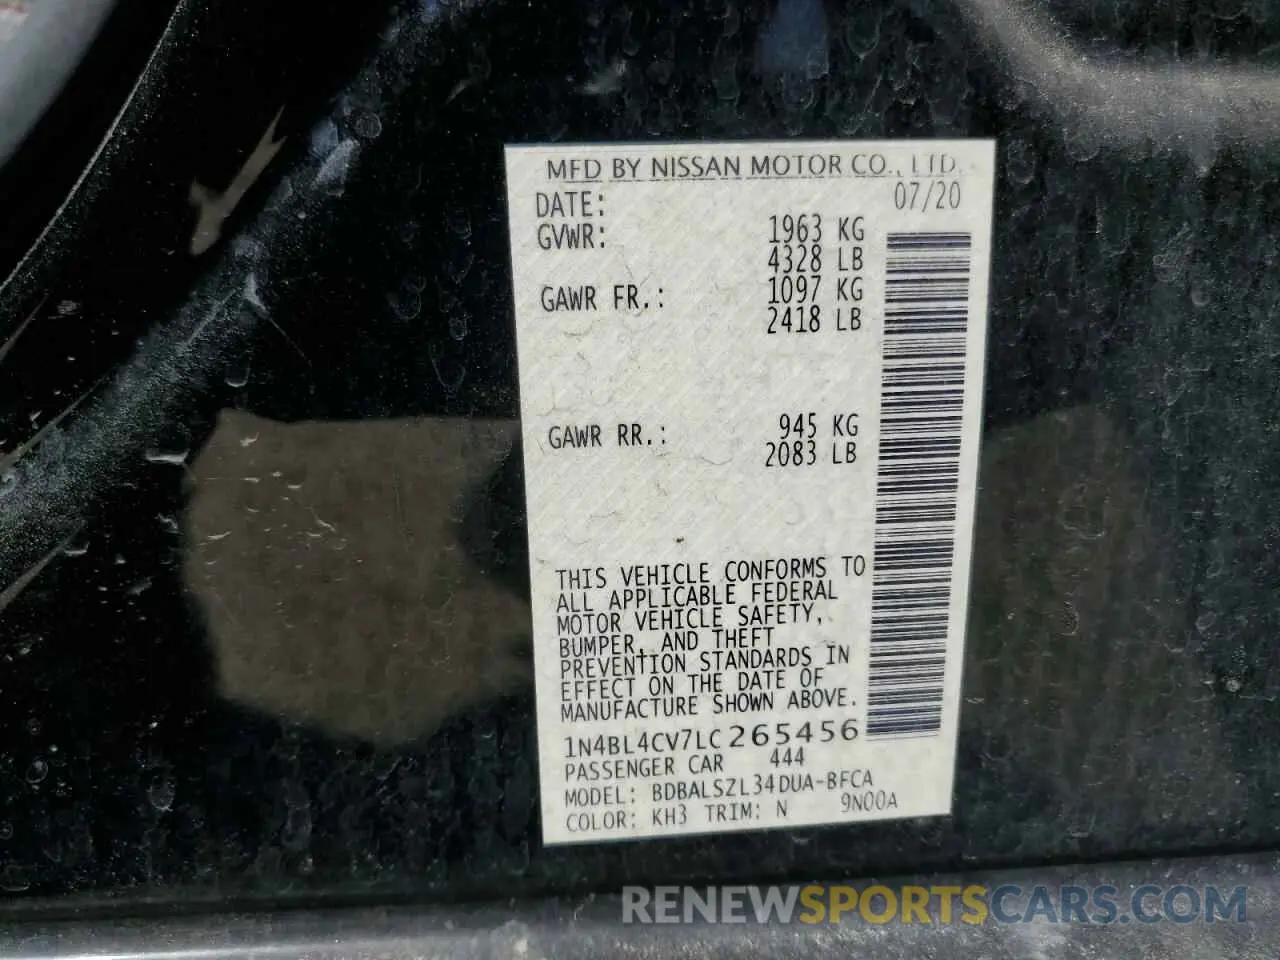 MFD BY NISSAN MOTOR CO., LTD.
DATE: 07/20
GVWR: 1963 KG
4328 LB
GAWR FR.: 1097 KG
2418 LB
GAWR RR.: 945 KG
2083 LB
THIS VEHICLE CONFORMS TO
ALL APPLICABLE FEDERAL
MOTOR VEHICLE SAFETY,
BUMPER, AND THEFT
PREVENTION STANDARDS IN
EFFECT ON THE DATE OF
MANUFACTURE SHOWN ABOVE.
1N4BL4CV7LC265456
PASSENGER CAR 444
MODEL: BDBALSZL34DUA-BFCA
COLOR: KH3 TRIM: N 9N00A
RENEWSPORTSCARS.COM